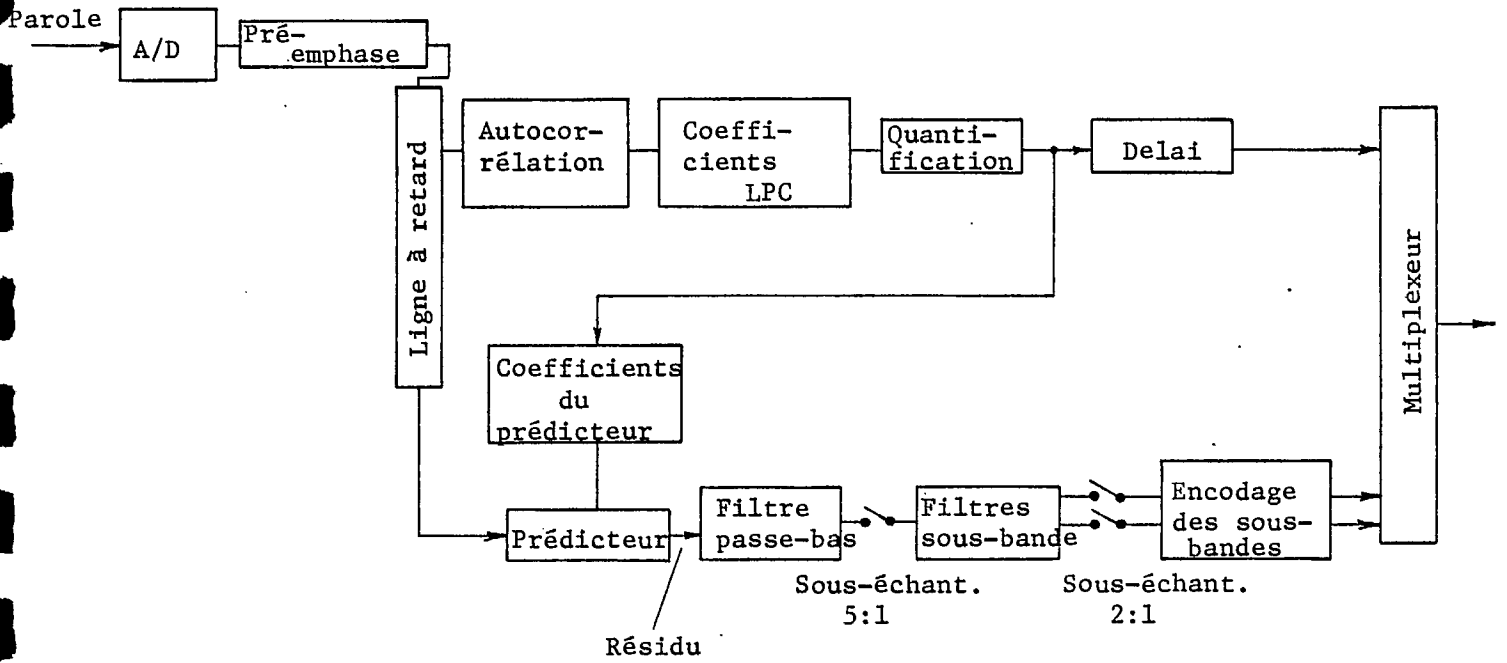 Parole
A/D
Pré-
emphase
Ligne à retard
Autocor-
rélation
Coeffi-
cients
LPC
Quanti-
fication
Delai
Multiplexeur
Coefficients
du
prédicteur
Prédicteur
Résidu
Filtre
passe-bas
Sous-échant.
5:1
Filtres
sous-bande
Sous-échant.
2:1
Encodage
des sous-
bandes